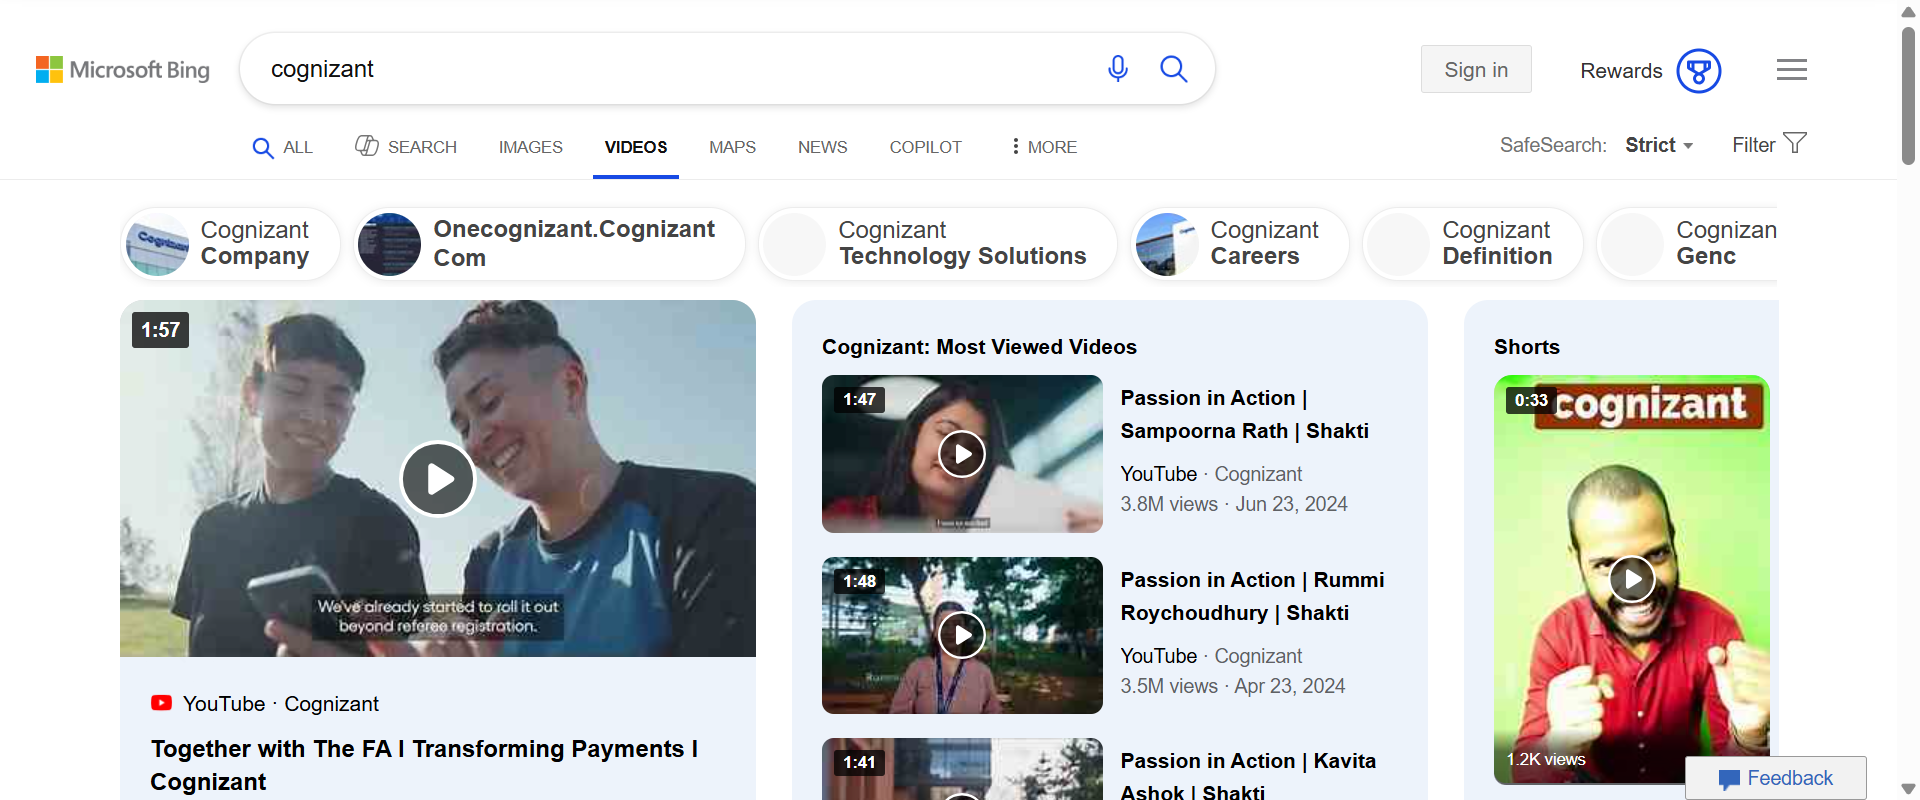 Microsoft Bing
cognizant
Sign in
Rewards
ALL
SEARCH
IMAGES
VIDEOS
MAPS
NEWS
COPILOT
MORE
SafeSearch: Strict
Filter
Cognizant
Cognizant
Company
Onecognizant.Cognizant
Com
Cognizant
Technology Solutions
Cognizant
Careers
Cognizant
Definition
Cognizan
Genc
1:57
We've already started to roll it out
beyond referee registration.
YouTube · Cognizant
Together with The FA I Transforming Payments I
Cognizant
Cognizant: Most Viewed Videos
1:47
Passion in Action |
Sampoorna Rath | Shakti
YouTube · Cognizant
3.8M views · Jun 23, 2024
1:48
Rummi
Passion in Action | Rummi
Roychoudhury | Shakti
YouTube · Cognizant
3.5M views · Apr 23, 2024
1:41
Passion in Action | Kavita
Ashok | Shakti
Shorts
0:33
cognizant
1.2K views
Feedback